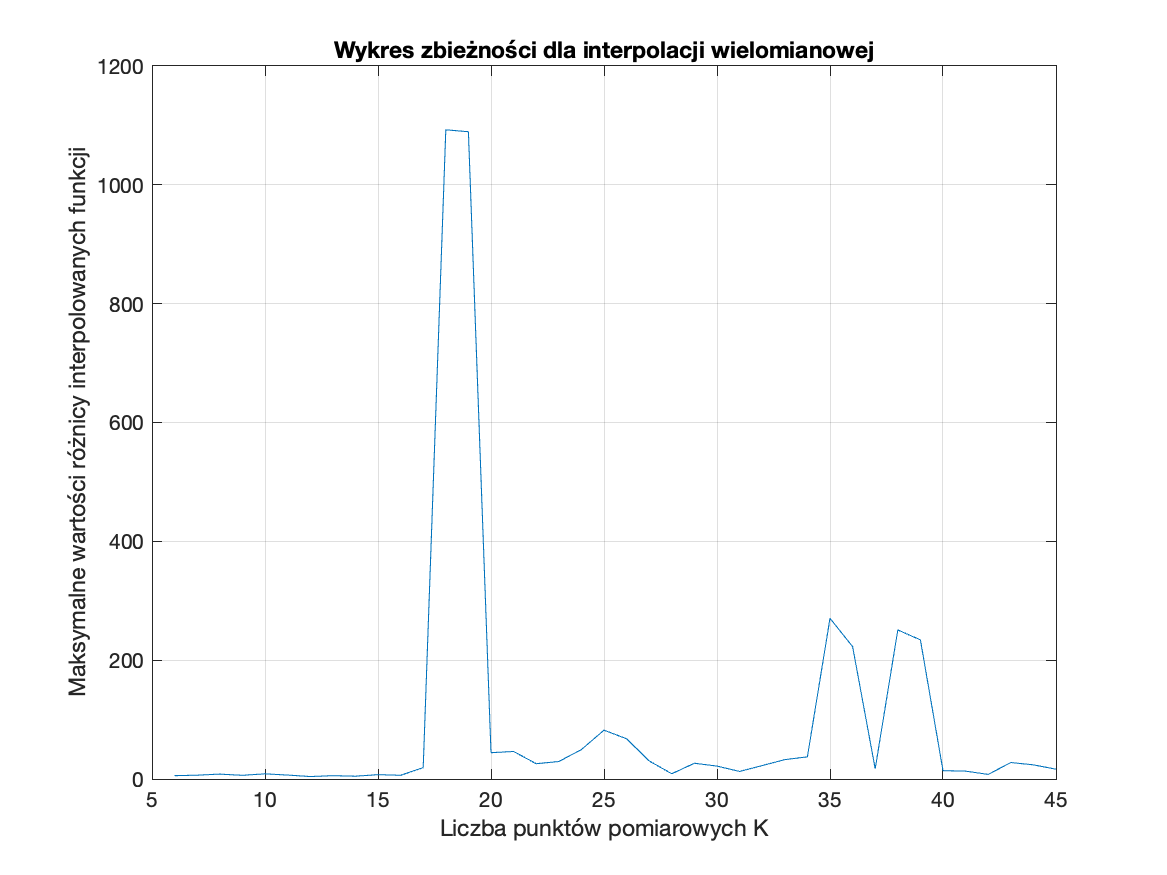 Wykres zbieżności dla interpolacji wielomianowej
Maksymalne wartości różnicy interpolowanych funkcji
1200
1000
800
600
400
200
0
5 10 15 20 25 30 35 40 45
Liczba punktów pomiarowych K